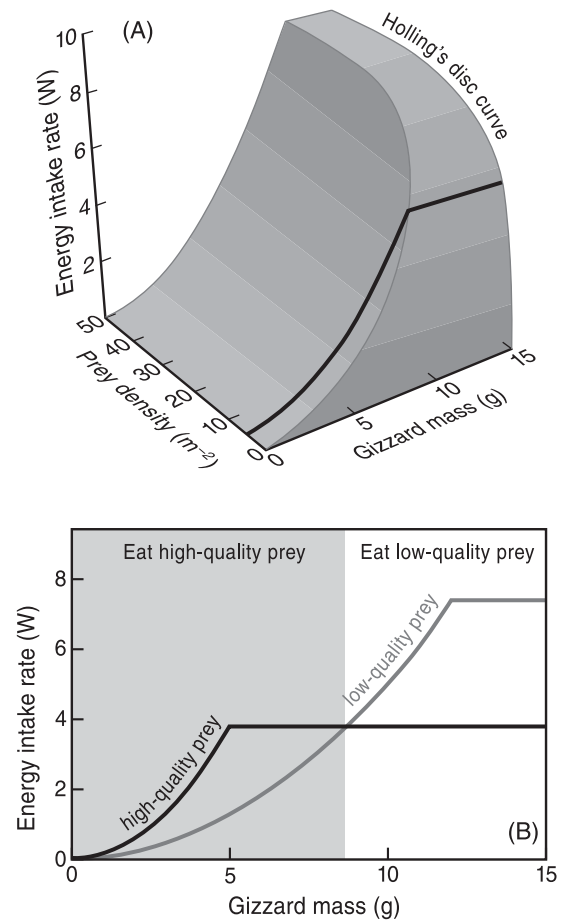 (A)
Holling's disc curve
Energy intake rate (W)
10
8
6
4
2
50
40
30
20
10
0
Prey density (m⁻²)
0
5
10
15
Gizzard mass (g)
Eat high-quality prey
Eat low-quality prey
Energy intake rate (W)
8
6
4
2
0
high-quality prey
low-quality prey
(B)
0
5
10
15
Gizzard mass (g)